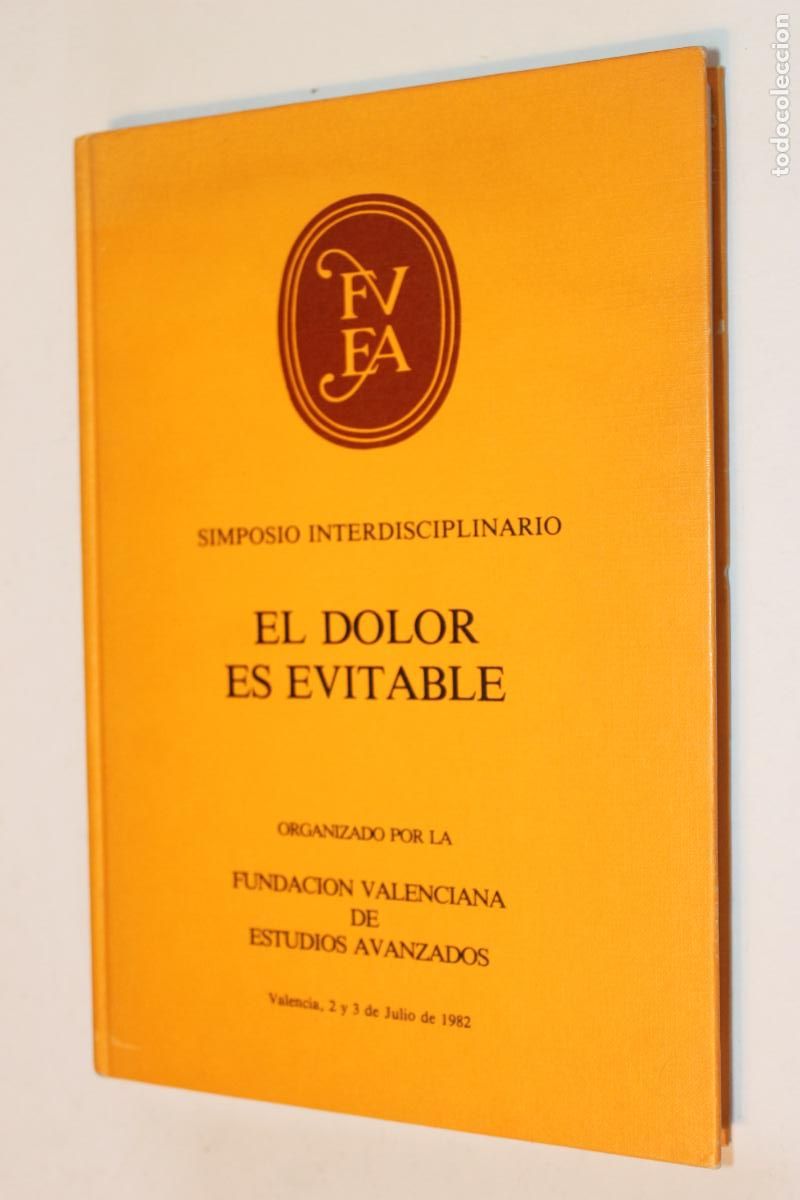 FV
EA
SIMPOSIO INTERDISCIPLINARIO
EL DOLOR
ES EVITABLE
ORGANIZADO POR LA
FUNDACION VALENCIANA
DE
ESTUDIOS AVANZADOS
Valencia, 2 y 3 de Julio de 1982
todocoleccion